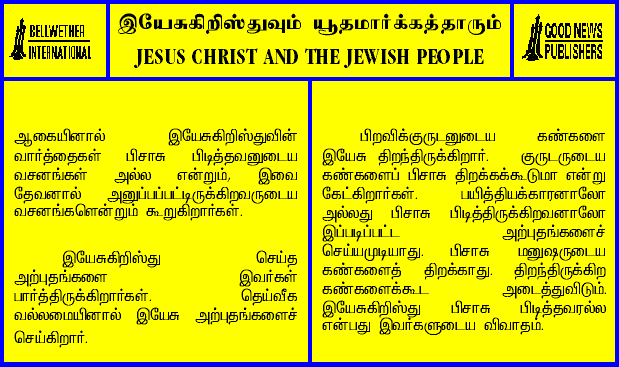 BELLWETHER
INTERNATIONAL
இயேசுகிறிஸ்துவும் யூதமார்க்கத்தாரும்
JESUS CHRIST AND THE JEWISH PEOPLE
GOOD NEWS
PUBLISHERS
ஆகையினால் இயேசுகிறிஸ்துவின்
வார்த்தைகள் பிசாசு பிடித்தவனுடைய
வசனங்கள் அல்ல என்றும், இவை
தேவனால் அனுப்பப்பட்டிருக்கிறவருடைய
வசனங்களென்றும் கூறுகிறார்கள்.
இயேசுகிறிஸ்து செய்த
அற்புதங்களை இவர்கள்
பார்த்திருக்கிறார்கள். தெய்வீக
வல்லமையினால் இயேசு அற்புதங்களைச்
செய்கிறார்.
பிறவிக்குருடனுடைய கண்களை
இயேசு திறந்திருக்கிறார். குருடருடைய
கண்களைப் பிசாசு திறக்கக்கூடுமா என்று
கேட்கிறார்கள். பயித்தியக்காரனாலோ
அல்லது பிசாசு பிடித்திருக்கிறவனாலோ
இப்படிப்பட்ட அற்புதங்களைச்
செய்யமுடியாது. பிசாசு மனுஷருடைய
கண்களைத் திறக்காது. திறந்திருக்கிற
கண்களைக்கூட அடைத்துவிடும்.
இயேசுகிறிஸ்து பிசாசு பிடித்தவரல்ல
என்பது இவர்களுடைய விவாதம்.